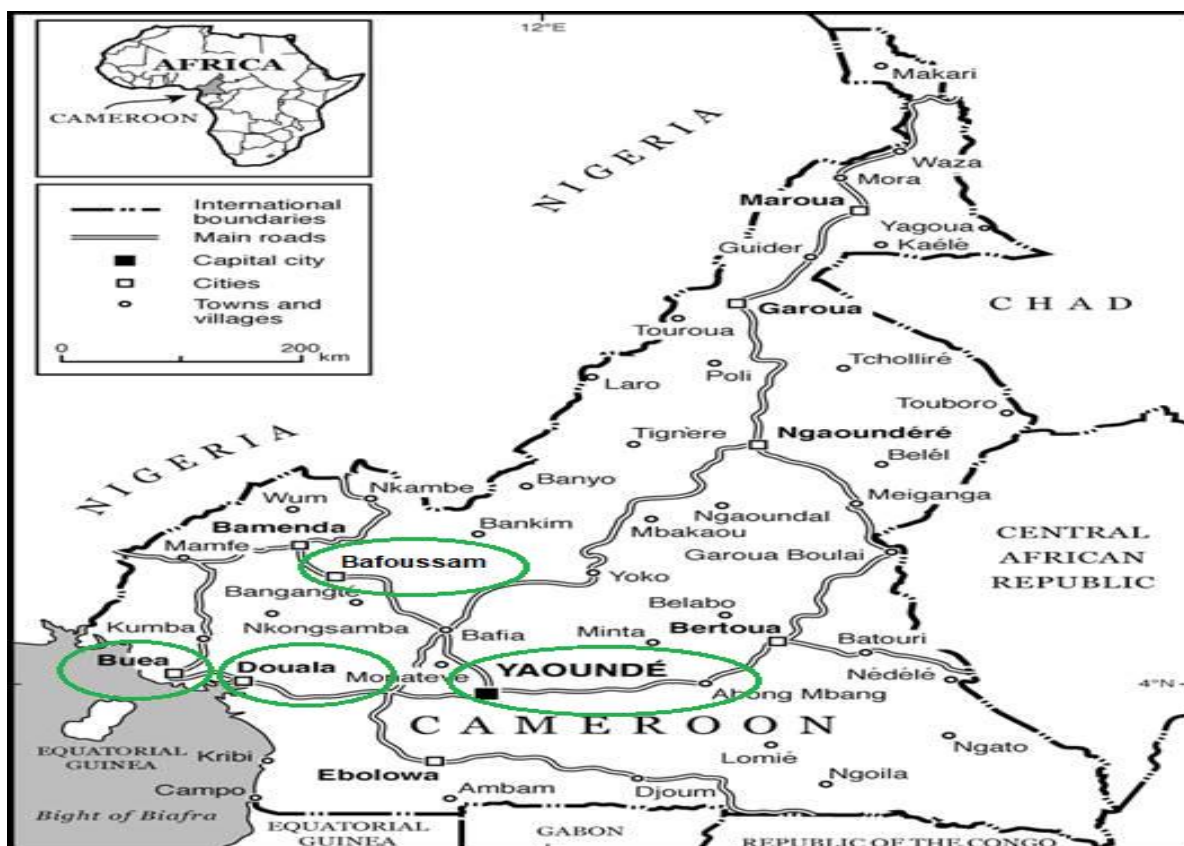 12°E
AFRICA
CAMEROON
International
boundaries
Main roads
Capital city
Cities
Towns and
villages
0
200
km
NIGERIA
Makari
Waza
Mora
Maroua
Yagoua
Kaélè
Guider
CHAD
Garoua
Touroua
Tcholliré
Poli
Laro
Touboro
NIGERIA
Tignère
Ngaoundéré
Belél
Nkambe
Banyo
Meiganga
Wum
Ngaoundal
Bankim
Mbakaou
Bamenda
CENTRAL
AFRICAN
REPUBLIC
Mamfe
Garoua Boulai
Bafoussam
Yoko
Bangangté
Belabo
Nkongsamba
Kumba
Bafia
Minta
Bertoua
Batouri
Buea
Douala
Monatévé
YAOUNDÉ
Nédélé
Abong Mbang
4°N
CAMEROON
EQUATORIAL
GUINEA
Kribi
Ngato
Lomié
Ebolowa
Ngoila
Campo
Ambam
Djoum
Bight of Biafra
EQUATORIAL
GUINEA
GABON
REPUBLIC OF THE CONGO